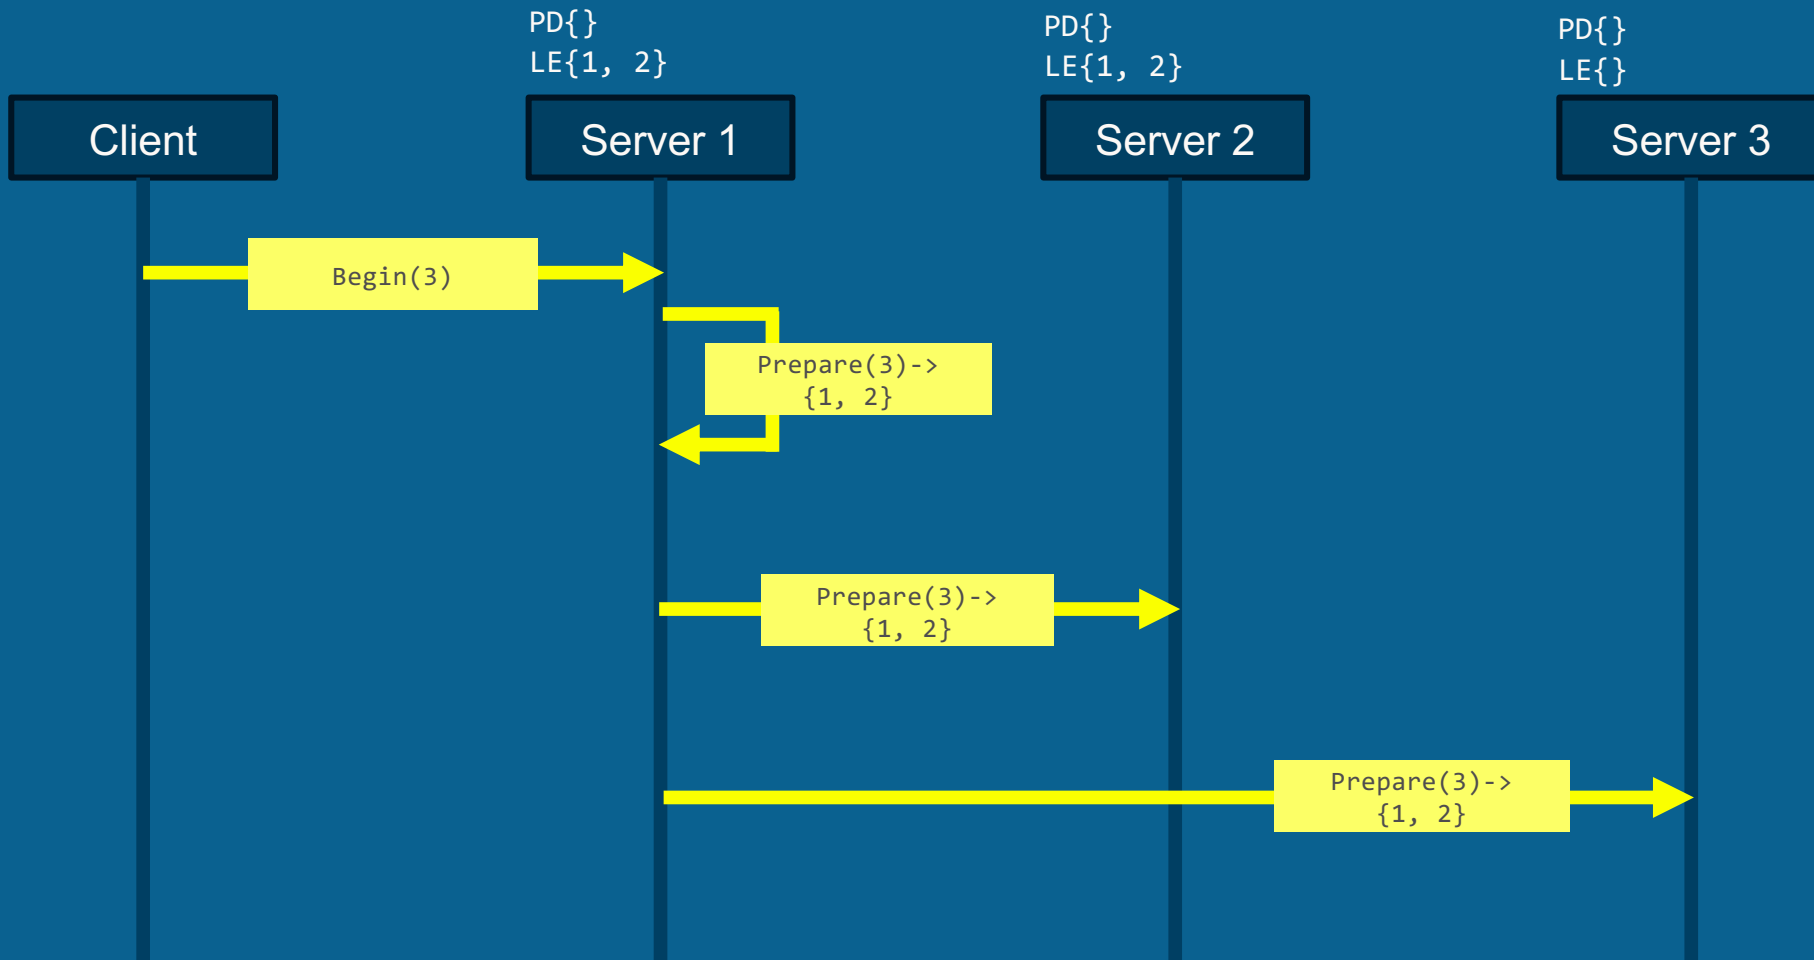 PD{}
LE{1, 2}
PD{}
LE{1, 2}
PD{}
LE{}
Client
Server 1
Server 2
Server 3
Begin(3)
Prepare(3)->
{1, 2}
Prepare(3)->
{1, 2}
Prepare(3)->
{1, 2}